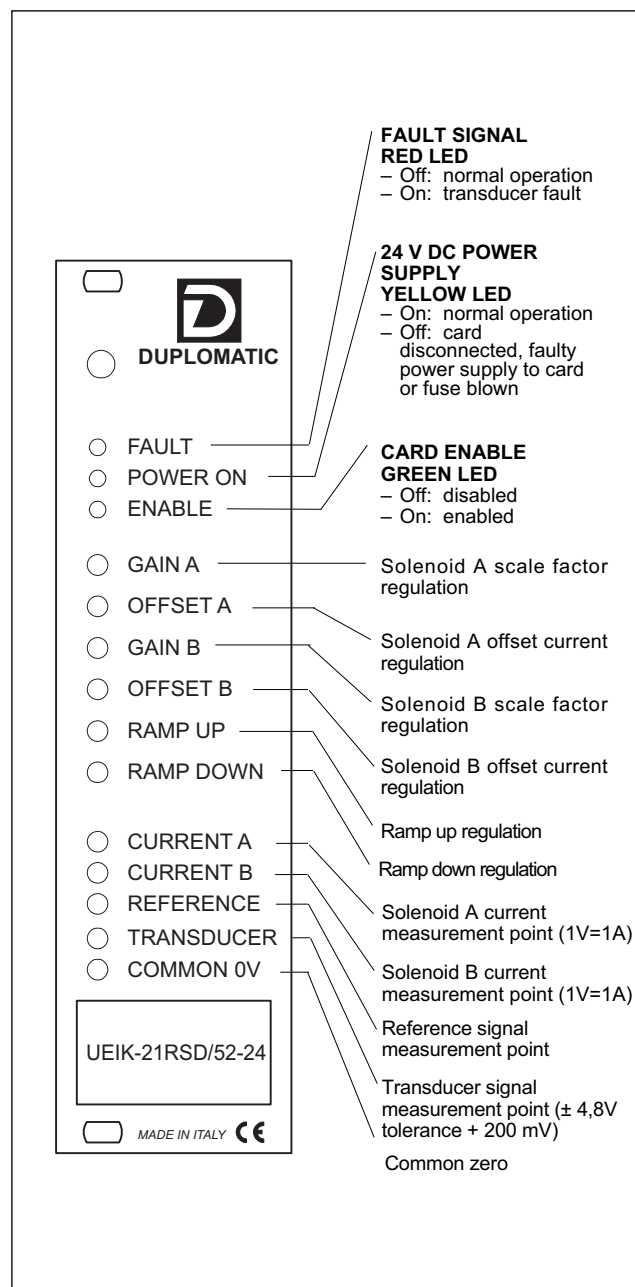 FAULT SIGNAL
RED LED
– Off: normal operation
– On: transducer fault
24 V DC POWER
SUPPLY
YELLOW LED
– On: normal operation
– Off: card
disconnected, faulty
power supply to card
or fuse blown
CARD ENABLE
GREEN LED
– Off: disabled
– On: enabled
Solenoid A scale factor
regulation
Solenoid A offset current
regulation
Solenoid B scale factor
regulation
Solenoid B offset current
regulation
Ramp up regulation
Ramp down regulation
Solenoid A current
measurement point (1V=1A)
Solenoid B current
measurement point (1V=1A)
Reference signal
measurement point
Transducer signal
measurement point (± 4,8V
tolerance + 200 mV)
Common zero
D
DUPLOMATIC
FAULT
POWER ON
ENABLE
GAIN A
OFFSET A
GAIN B
OFFSET B
RAMP UP
RAMP DOWN
CURRENT A
CURRENT B
REFERENCE
TRANSDUCER
COMMON 0V
UEIK-21RSD/52-24
MADE IN ITALY CE